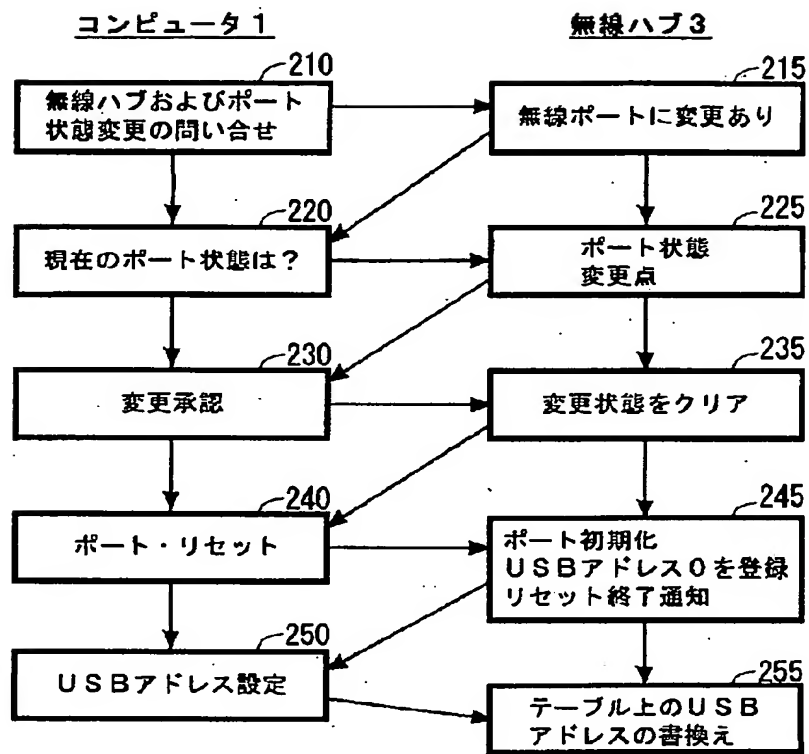 コンピュータ１
無線ハブ３
210
無線ハブおよびポート
状態変更の問い合せ
215
無線ポートに変更あり
220
現在のポート状態は？
225
ポート状態
変更点
230
変更承認
235
変更状態をクリア
240
ポート・リセット
245
ポート初期化
ＵＳＢアドレス０を登録
リセット終了通知
250
ＵＳＢアドレス設定
255
テーブル上のＵＳＢ
アドレスの書換え